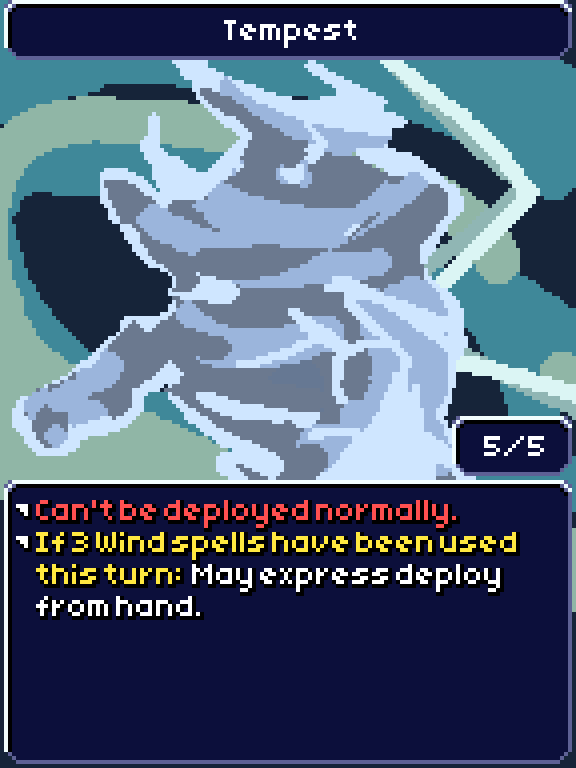 Tempest
5/5
Can't be deployed normally.
If 3 Wind spells have been used
this turn: May express deploy
from hand.